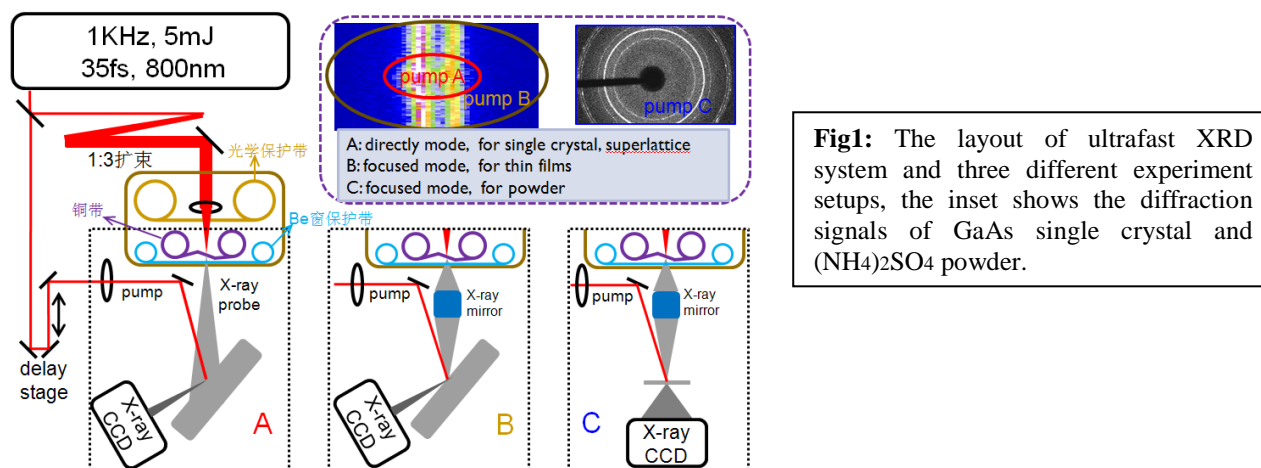 1KHz, 5mJ
35fs, 800nm
1:3扩束
光学保护带
铜带
Be窗保护带
pump
X-ray
probe
delay
stage
X-ray
CCD
A
pump A
pump B
pump C
A: directly mode, for single crystal, superlattice
B: focused mode, for thin films
C: focused mode, for powder
pump
X-ray
mirror
X-ray
CCD
B
pump
X-ray
mirror
X-ray
CCD
C
Fig1: The layout of ultrafast XRD
system and three different experiment
setups, the inset shows the diffraction
signals of GaAs single crystal and
(NH4)2SO4 powder.